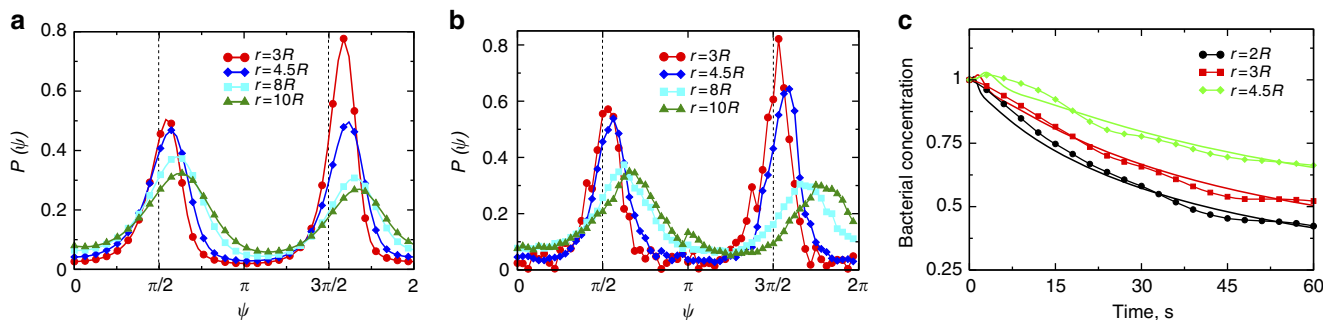 a
0.8
0.6
0.4
0.2
0
P (ψ)
r=3R
r=4.5R
r=8R
r=10R
0
π/2
π
3π/2
2
ψ
b
0.8
0.6
0.4
0.2
0
P (ψ)
r=3R
r=4.5R
r=8R
r=10R
0
π/2
π
3π/2
2π
ψ
c
1
0.75
0.5
0.25
Bacterial concentration
r=2R
r=3R
r=4.5R
0
15
30
45
60
Time, s